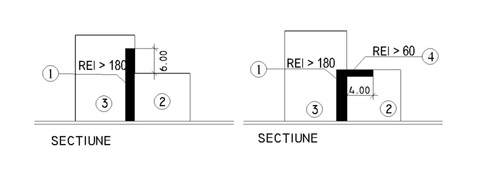 REI > 180
1
6.00
3
2
SECTIUNE
REI > 60
4
REI > 180
1
4.00
3
2
SECTIUNE